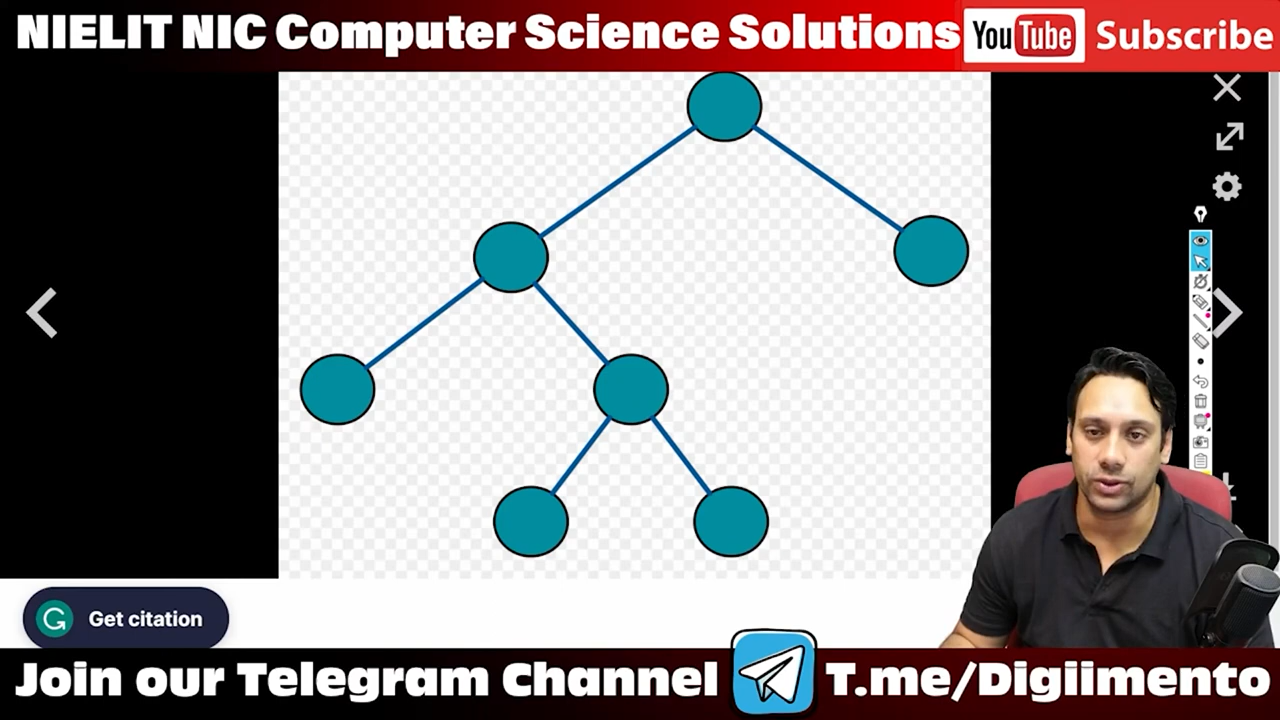 NIELIT NIC Computer Science Solutions YouTube Subscribe
Get citation
Join our Telegram Channel T.me/Digiimento